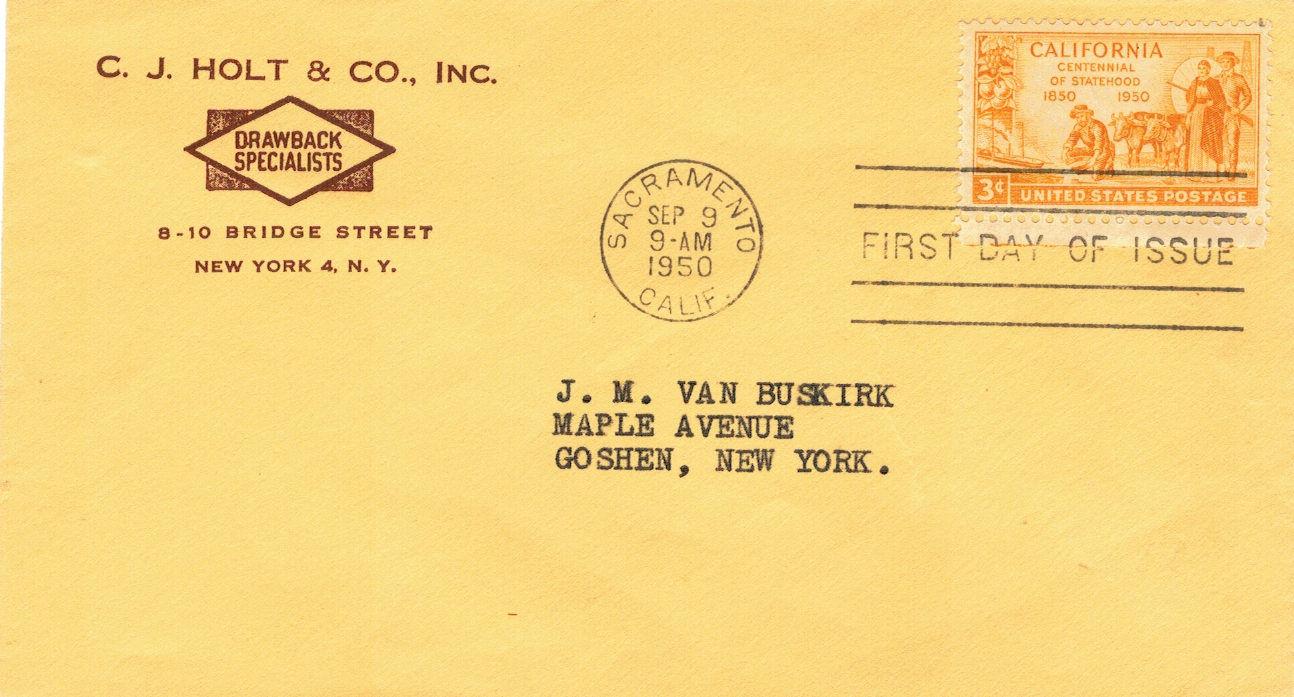 C. J. HOLT & CO., INC.
DRAWBACK
SPECIALISTS
8-10 BRIDGE STREET
NEW YORK 4, N. Y.
CALIFORNIA
CENTENNIAL
OF STATEHOOD
1850 1950
3¢ UNITED STATES POSTAGE
SACRAMENTO
SEP 9
9-AM
1950
CALIF.
FIRST DAY OF ISSUE
J. M. VAN BUSKIRK
MAPLE AVENUE
GOSHEN, NEW YORK.